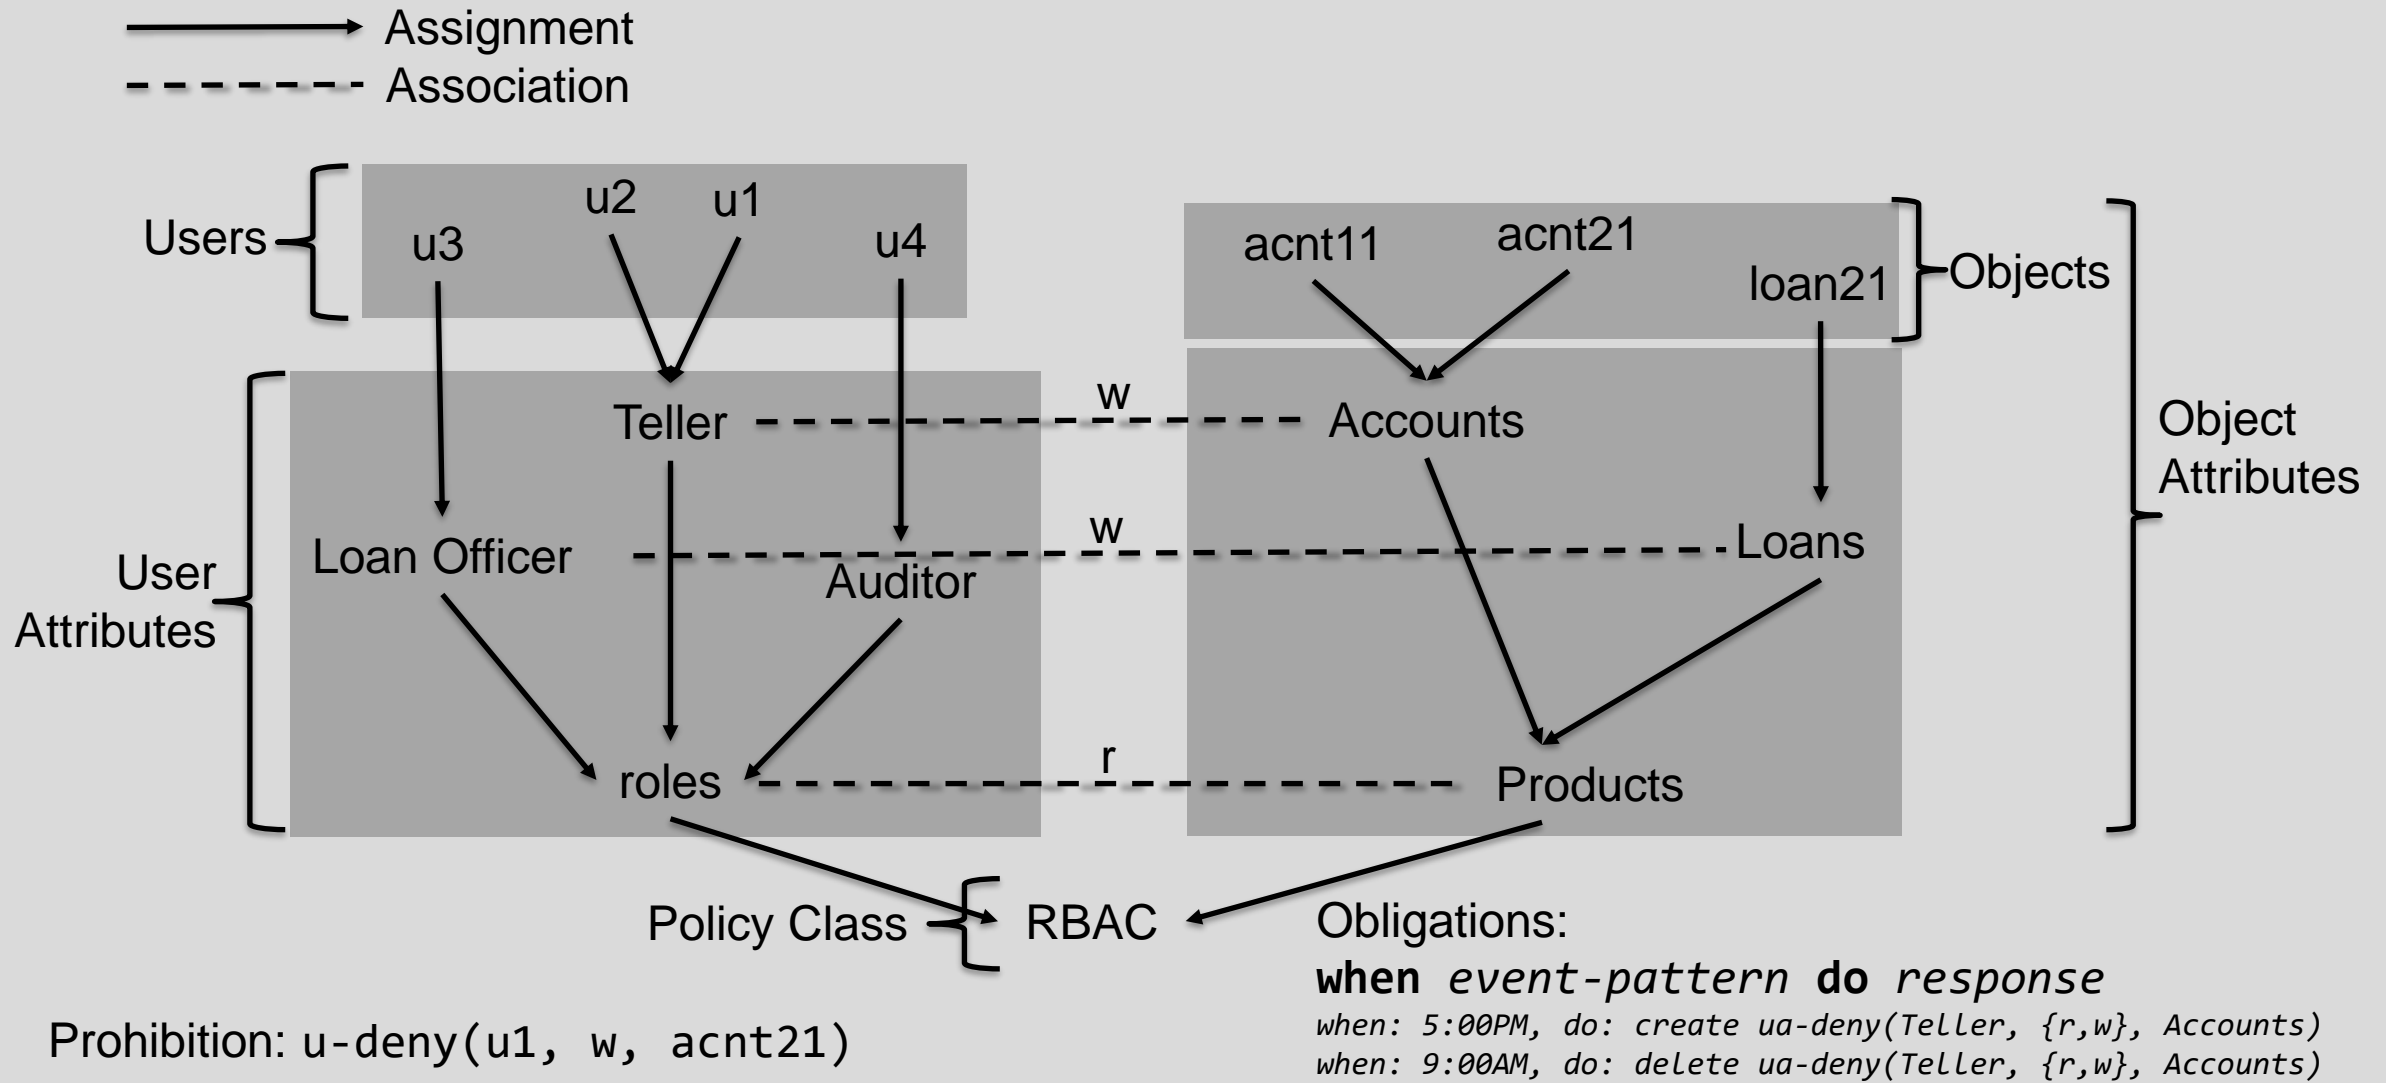 Assignment
Association
Users
u3
u2
u1
u4
acnt11
acnt21
loan21
Objects
Teller
w
Accounts
Object
Attributes
Loan Officer
w
Loans
Auditor
User
Attributes
roles
r
Products
Policy Class
RBAC
Obligations:
when event-pattern do response
when: 5:00PM, do: create ua-deny(Teller, {r,w}, Accounts)
when: 9:00AM, do: delete ua-deny(Teller, {r,w}, Accounts)
Prohibition: u-deny(u1, w, acnt21)